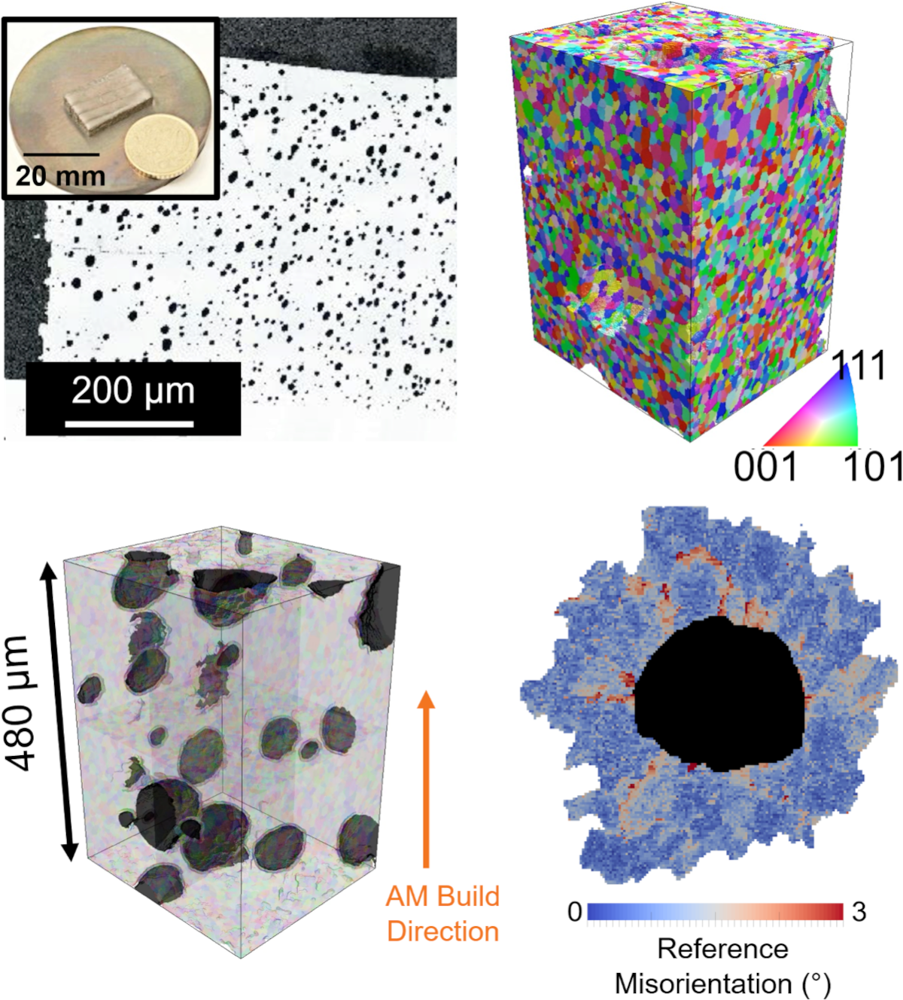 20 mm
200 µm
111
001
101
480 µm
AM Build
Direction
0
3
Reference
Misorientation (°)